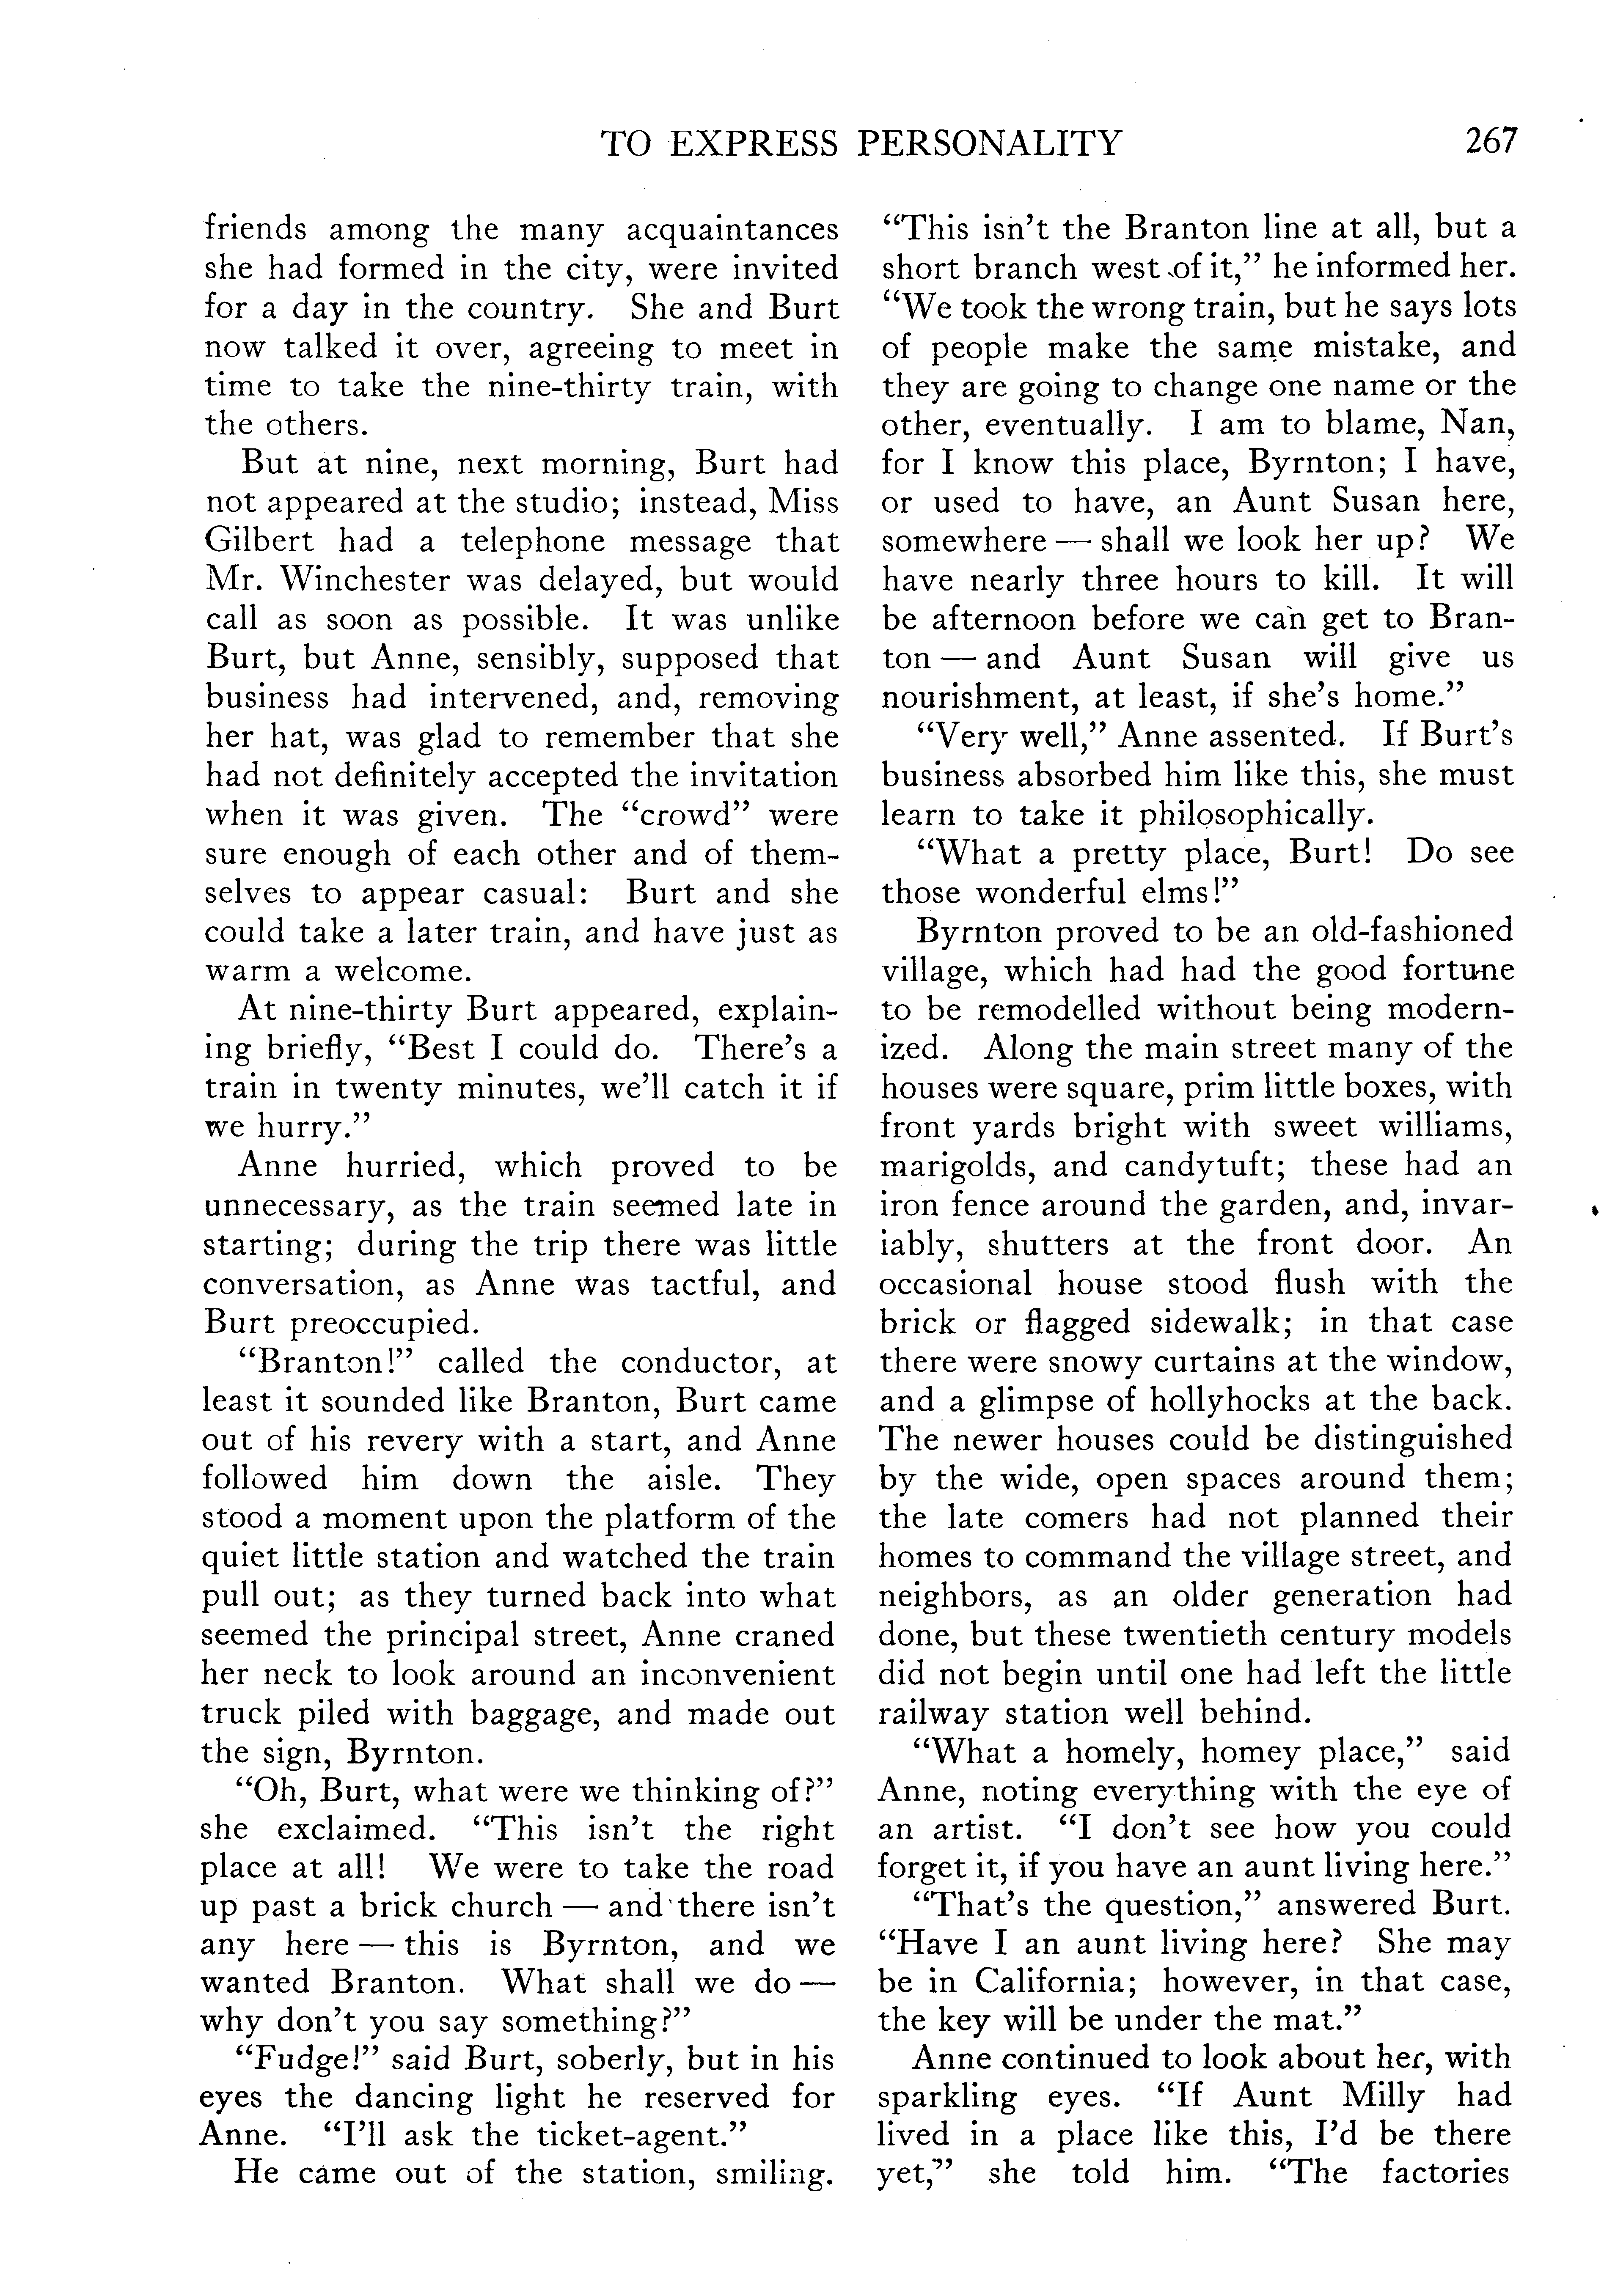 TO EXPRESS PERSONALITY 267
friends among the many acquaintances
she had formed in the city, were invited
for a day in the country. She and Burt
now talked it over, agreeing to meet in
time to take the nine-thirty train, with
the others.
But at nine, next morning, Burt had
not appeared at the studio; instead, Miss
Gilbert had a telephone message that
Mr. Winchester was delayed, but would
call as soon as possible. It was unlike
Burt, but Anne, sensibly, supposed that
business had intervened, and, removing
her hat, was glad to remember that she
had not definitely accepted the invitation
when it was given. The “crowd” were
sure enough of each other and of them-
selves to appear casual: Burt and she
could take a later train, and have just as
warm a welcome.
At nine-thirty Burt appeared, explain-
ing briefly, “Best I could do. There’s a
train in twenty minutes, we’ll catch it if
we hurry.”
Anne hurried, which proved to be
unnecessary, as the train seemed late in
starting; during the trip there was little
conversation, as Anne was tactful, and
Burt preoccupied.
“Branton!” called the conductor, at
least it sounded like Branton, Burt came
out of his revery with a start, and Anne
followed him down the aisle. They
stood a moment upon the platform of the
quiet little station and watched the train
pull out; as they turned back into what
seemed the principal street, Anne craned
her neck to look around an inconvenient
truck piled with baggage, and made out
the sign, Byrnton.
“Oh, Burt, what were we thinking of?”
she exclaimed. “This isn’t the right
place at all! We were to take the road
up past a brick church — and there isn’t
any here — this is Byrnton, and we
wanted Branton. What shall we do —
why don’t you say something?”
“Fudge!” said Burt, soberly, but in his
eyes the dancing light he reserved for
Anne. “I’ll ask the ticket-agent.”
He came out of the station, smiling.
“This isn’t the Branton line at all, but a
short branch west of it,” he informed her.
“We took the wrong train, but he says lots
of people make the same mistake, and
they are going to change one name or the
other, eventually. I am to blame, Nan,
for I know this place, Byrnton; I have,
or used to have, an Aunt Susan here,
somewhere — shall we look her up? We
have nearly three hours to kill. It will
be afternoon before we can get to Bran-
ton — and Aunt Susan will give us
nourishment, at least, if she’s home.”
“Very well,” Anne assented. If Burt’s
business absorbed him like this, she must
learn to take it philosophically.
“What a pretty place, Burt! Do see
those wonderful elms!”
Byrnton proved to be an old-fashioned
village, which had had the good fortune
to be remodelled without being modern-
ized. Along the main street many of the
houses were square, prim little boxes, with
front yards bright with sweet williams,
marigolds, and candytuft; these had an
iron fence around the garden, and, invar-
iably, shutters at the front door. An
occasional house stood flush with the
brick or flagged sidewalk; in that case
there were snowy curtains at the window,
and a glimpse of hollyhocks at the back.
The newer houses could be distinguished
by the wide, open spaces around them;
the late comers had not planned their
homes to command the village street, and
neighbors, as an older generation had
done, but these twentieth century models
did not begin until one had left the little
railway station well behind.
“What a homely, homey place,” said
Anne, noting everything with the eye of
an artist. “I don’t see how you could
forget it, if you have an aunt living here.”
“That’s the question,” answered Burt.
“Have I an aunt living here? She may
be in California; however, in that case,
the key will be under the mat.”
Anne continued to look about her, with
sparkling eyes. “If Aunt Milly had
lived in a place like this, I’d be there
yet,” she told him. “The factories